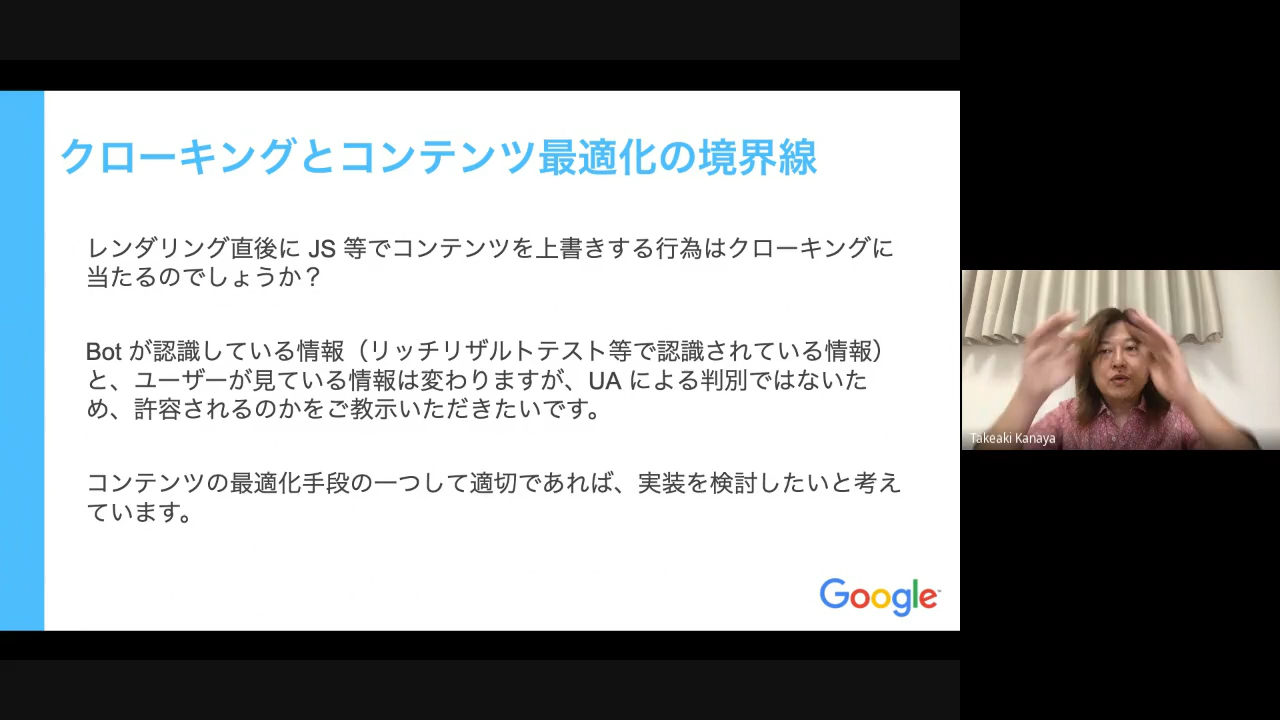 クローキングとコンテンツ最適化の境界線
レンダリング直後に JS 等でコンテンツを上書きする行為はクローキングに
当たるのでしょうか？
Bot が認識している情報（リッチリザルトテスト等で認識されている情報）
と、ユーザーが見ている情報は変わりますが、UA による判別ではないた
め、許容されるのかをご教示いただきたいです。
コンテンツの最適化手段の一つして適切であれば、実装を検討したいと考え
ています。
Google
Takeaki Kanaya